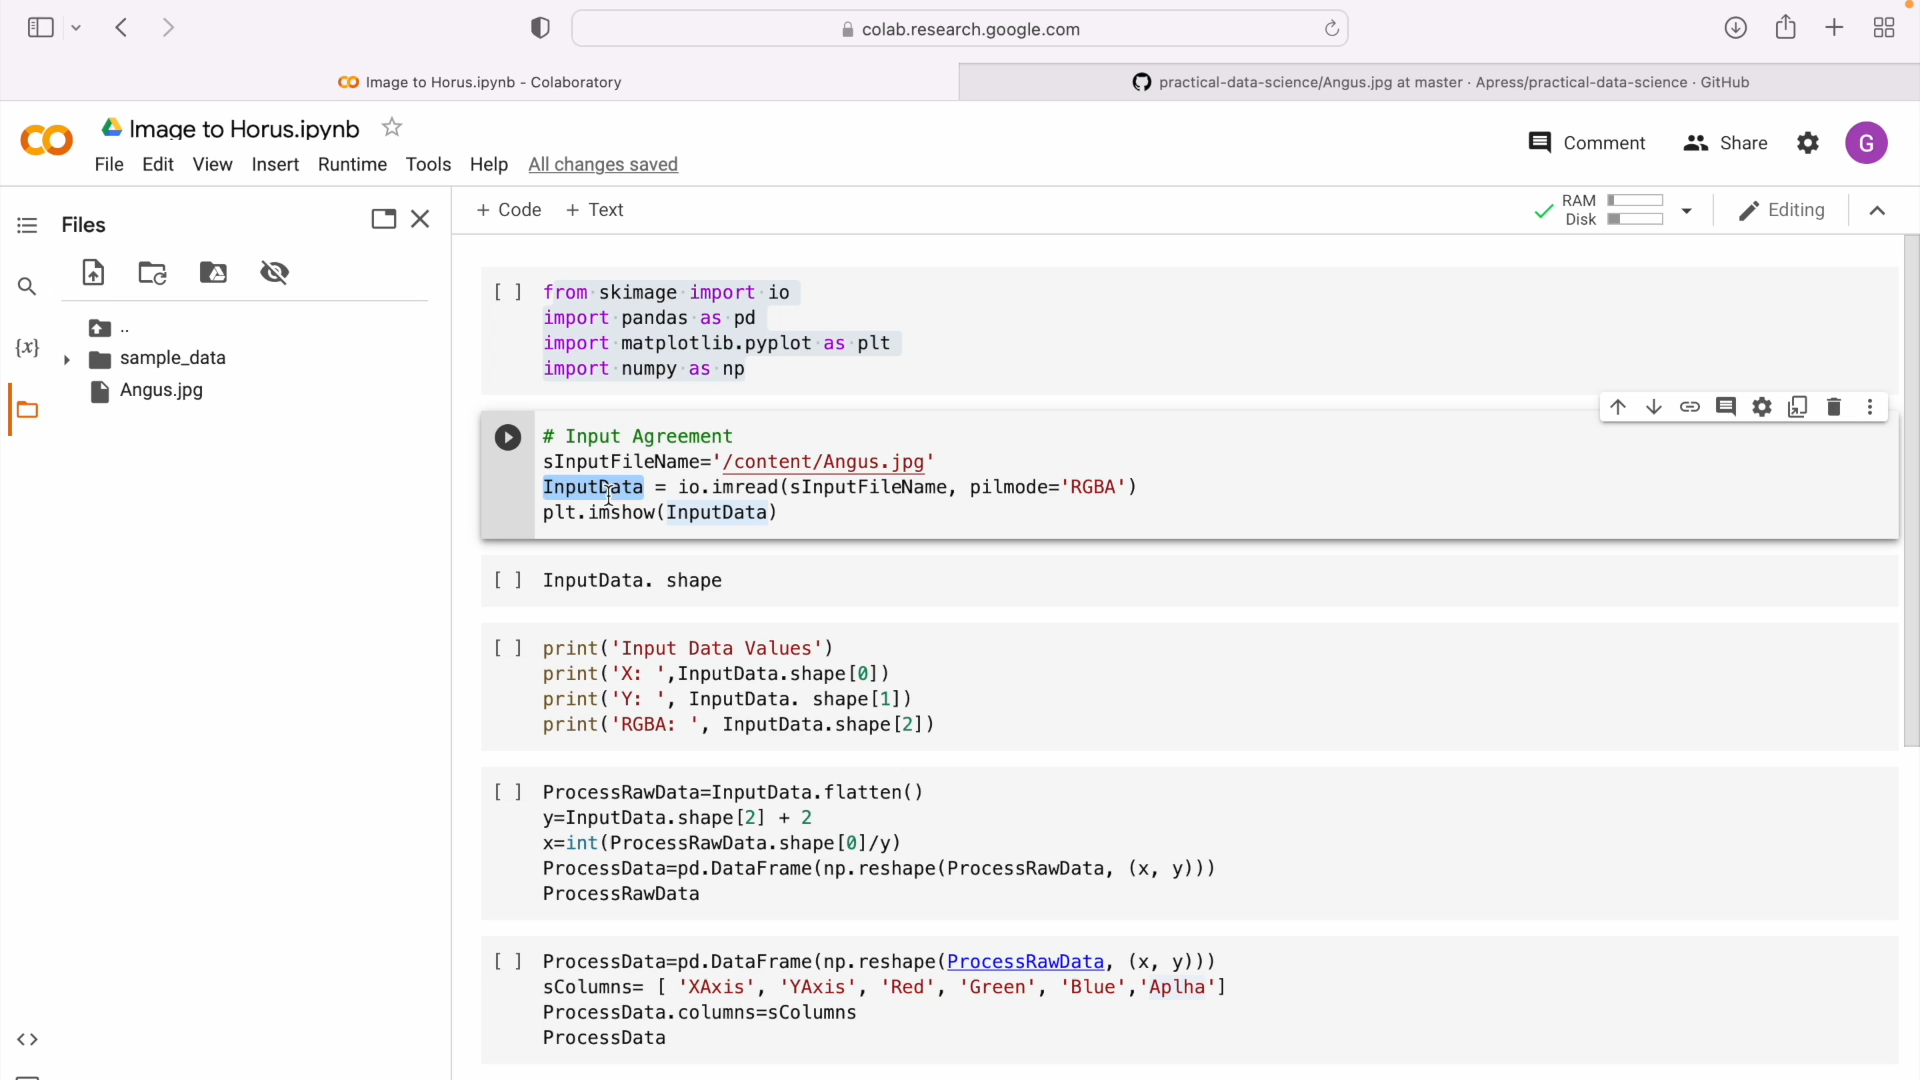 colab.research.google.com
Image to Horus.ipynb - Colaboratory
practical-data-science/Angus.jpg at master · Apress/practical-data-science · GitHub
Image to Horus.ipynb
File Edit View Insert Runtime Tools Help All changes saved
Comment
Share
G
Files
+ Code + Text
RAM
Disk
Editing
{x}
..
sample_data
Angus.jpg
[ ] from skimage import io
import pandas as pd
import matplotlib.pyplot as plt
import numpy as np
# Input Agreement
sInputFileName='/content/Angus.jpg'
InputData = io.imread(sInputFileName, pilmode='RGBA')
plt.imshow(InputData)
[ ] InputData. shape
[ ] print('Input Data Values')
print('X: ',InputData.shape[0])
print('Y: ', InputData. shape[1])
print('RGBA: ', InputData.shape[2])
[ ] ProcessRawData=InputData.flatten()
y=InputData.shape[2] + 2
x=int(ProcessRawData.shape[0]/y)
ProcessData=pd.DataFrame(np.reshape(ProcessRawData, (x, y)))
ProcessRawData
[ ] ProcessData=pd.DataFrame(np.reshape(ProcessRawData, (x, y)))
sColumns= [ 'XAxis', 'YAxis', 'Red', 'Green', 'Blue','Aplha']
ProcessData.columns=sColumns
ProcessData